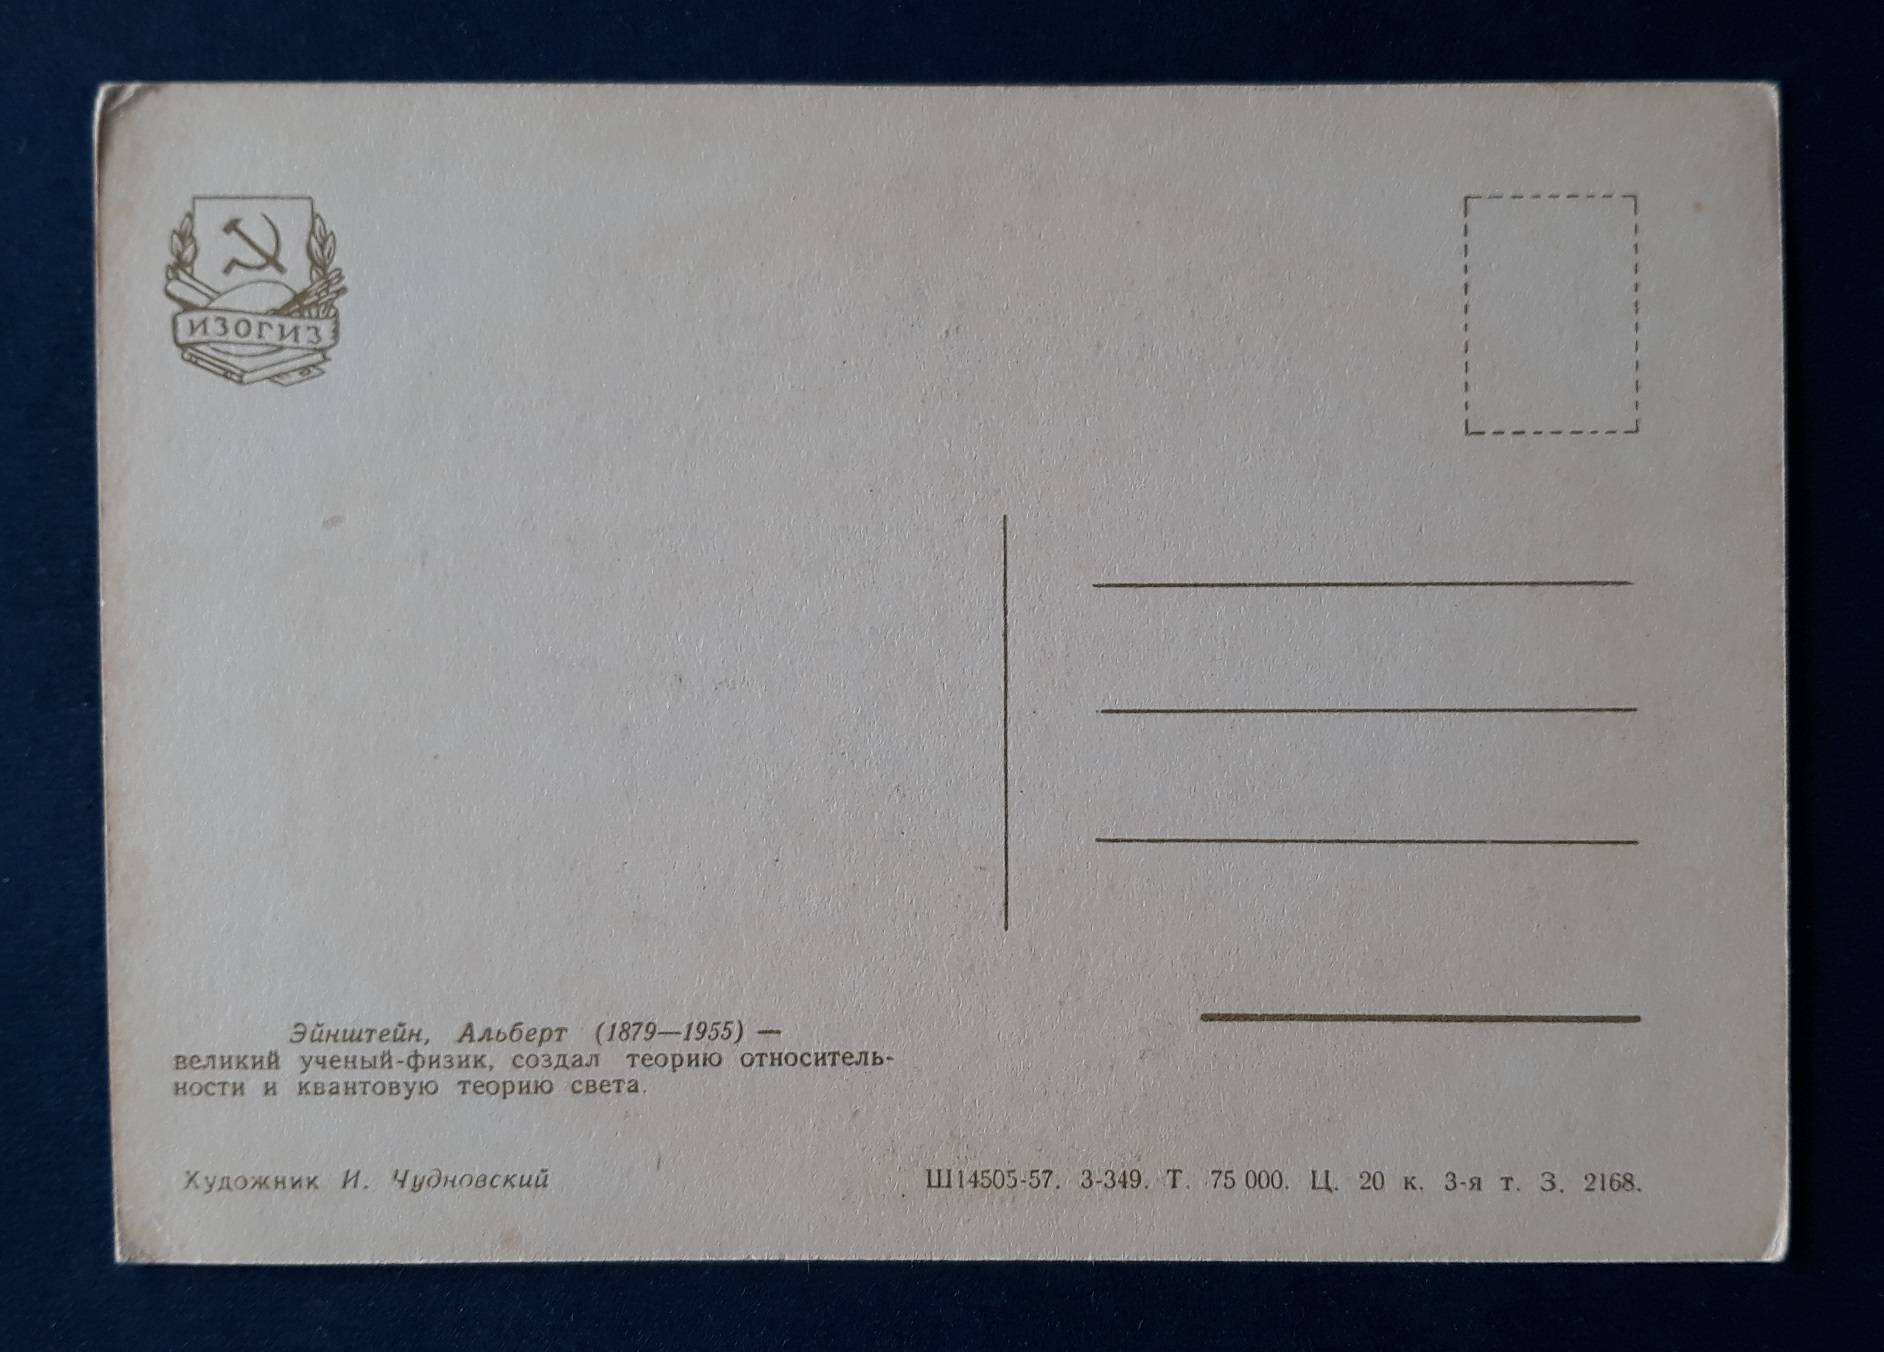 ИЗОГИЗ
Эйнштейн, Альберт (1879—1955) —
великий ученый-физик, создал теорию относитель-
ности и квантовую теорию света.
Художник И. Чудновский
Ш14505-57. 3-349. Т. 75 000. Ц. 20 к. 3-я т. З. 2168.